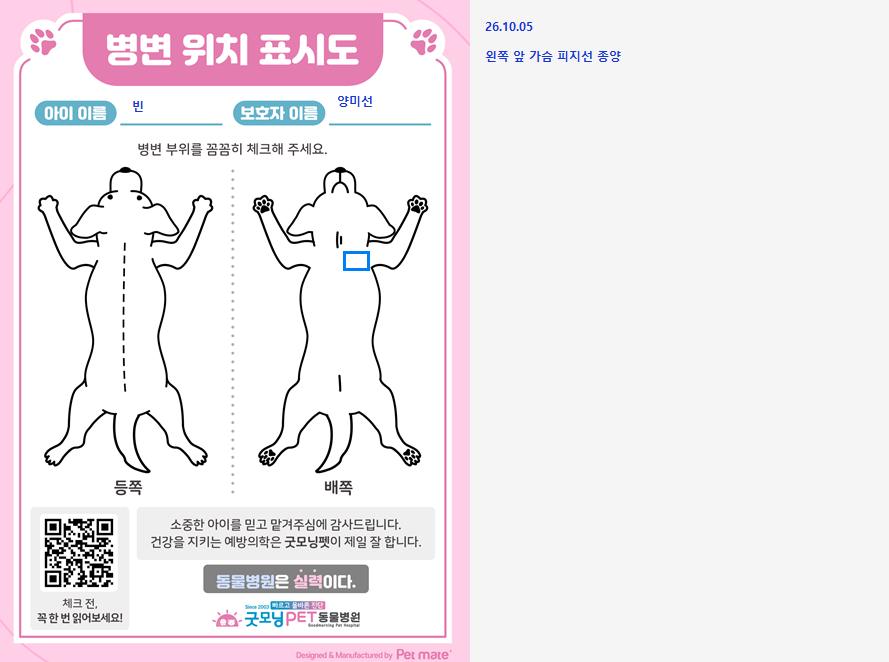 병변 위치 표시도
아이 이름 빈 보호자 이름 양미선
병변 부위를 꼼꼼히 체크해 주세요.
등쪽 배쪽
체크 전,
꼭 한 번 읽어보세요!
소중한 아이를 믿고 맡겨주심에 감사드립니다.
건강을 지키는 예방의학은 굿모닝펫이 제일 잘 합니다.
동물병원은 실력이다.
Since 2003 빠르고 올바른 진단
굿모닝PET동물병원
Goodmorning Pet Hospital
Designed & Manufactured by Pet mate
26.10.05
왼쪽 앞 가슴 피지선 종양